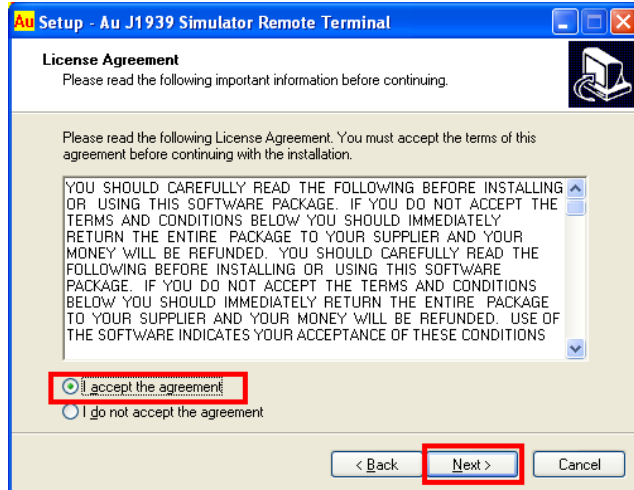 Au Setup - Au J1939 Simulator Remote Terminal
License Agreement
Please read the following important information before continuing.
Please read the following License Agreement. You must accept the terms of this
agreement before continuing with the installation.
YOU SHOULD CAREFULLY READ THE FOLLOWING BEFORE INSTALLING
OR USING THIS SOFTWARE PACKAGE. IF YOU DO NOT ACCEPT THE
TERMS AND CONDITIONS BELOW YOU SHOULD IMMEDIATELY
RETURN THE ENTIRE PACKAGE TO YOUR SUPPLIER AND YOUR
MONEY WILL BE REFUNDED. YOU SHOULD CAREFULLY READ THE
FOLLOWING BEFORE INSTALLING OR USING THIS SOFTWARE
PACKAGE. IF YOU DO NOT ACCEPT THE TERMS AND CONDITIONS
BELOW YOU SHOULD IMMEDIATELY RETURN THE ENTIRE PACKAGE
TO YOUR SUPPLIER AND YOUR MONEY WILL BE REFUNDED. USE OF
THE SOFTWARE INDICATES YOUR ACCEPTANCE OF THESE CONDITIONS
I accept the agreement
I do not accept the agreement
< Back Next > Cancel